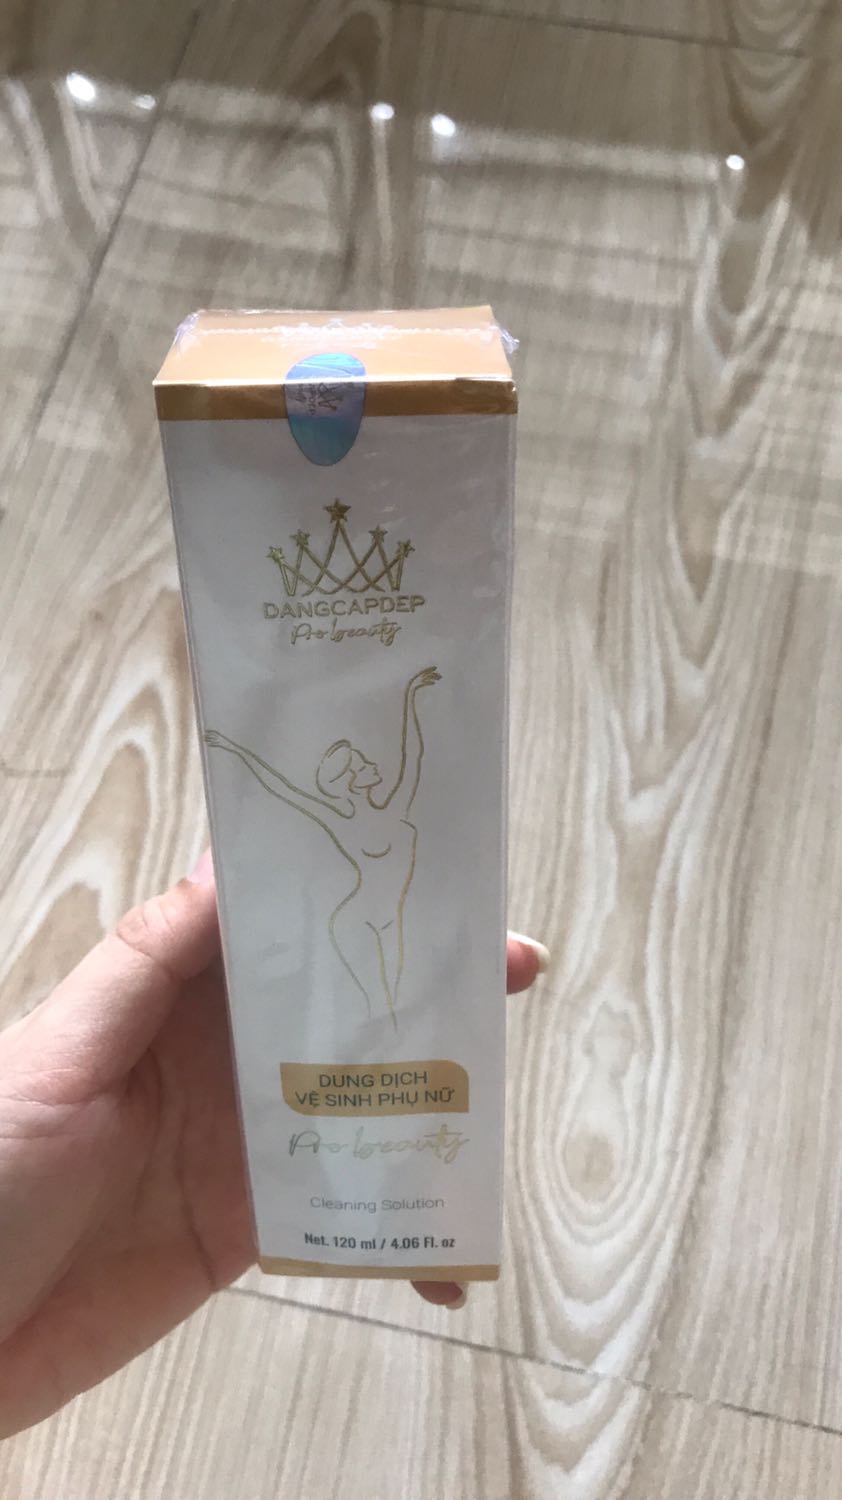 DANGCAPDEP
Pro beauty
DUNG DỊCH
VỆ SINH PHỤ NỮ
Pro beauty
Cleaning Solution
Net. 120 ml / 4.06 Fl. oz